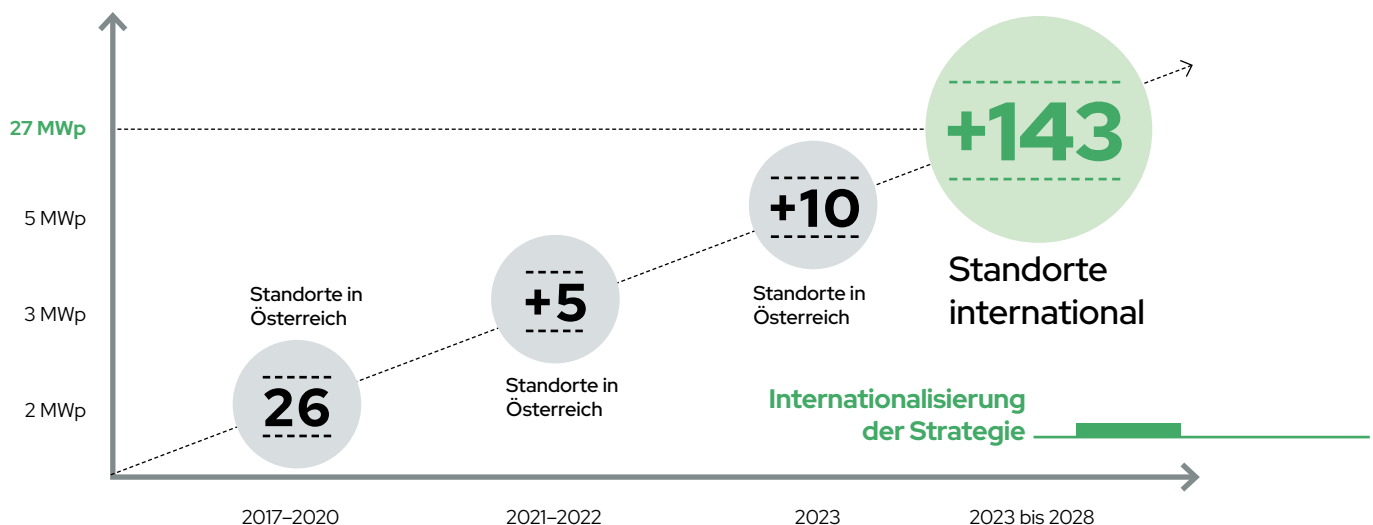 27 MWp
5 MWp
3 MWp
2 MWp
Standorte in
Österreich
26
+5
Standorte in
Österreich
+10
Standorte in
Österreich
+143
Standorte
international
Internationalisierung
der Strategie
2017–2020
2021–2022
2023
2023 bis 2028